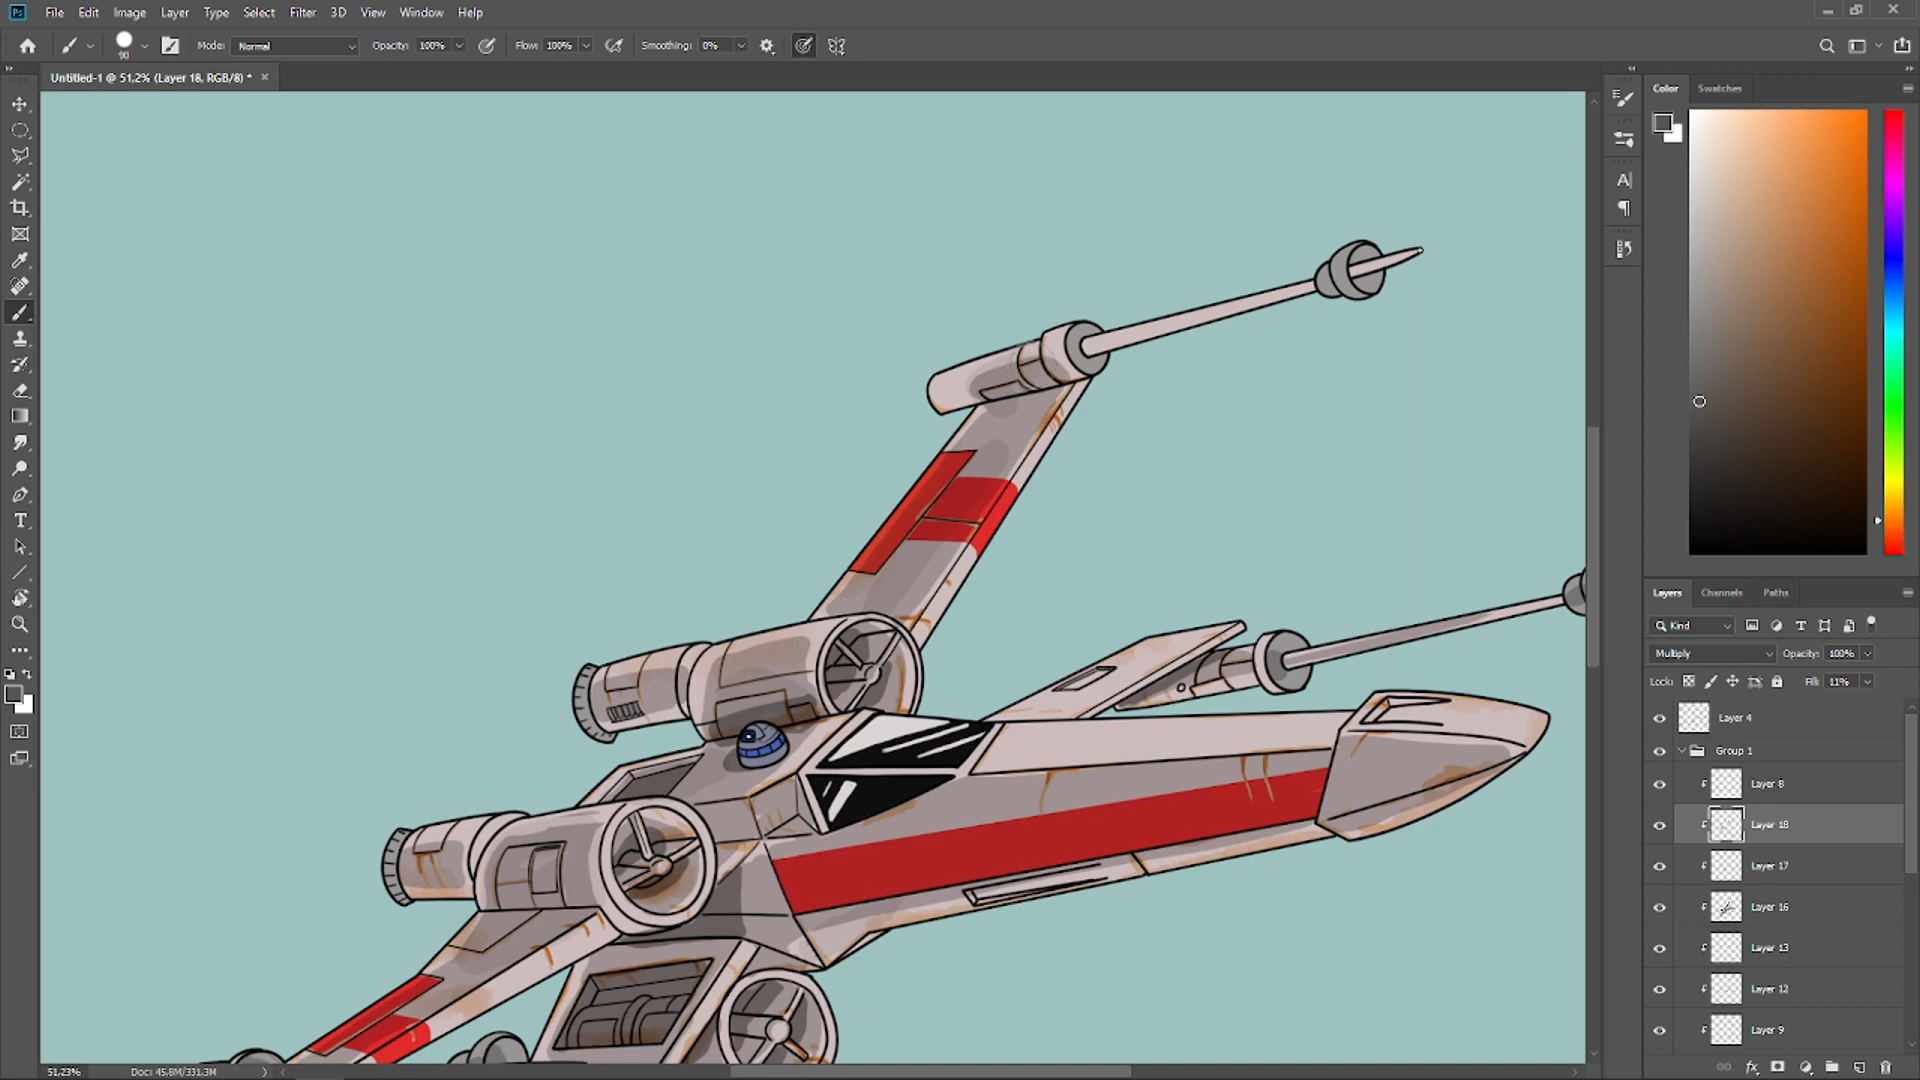 Ps File Edit Image Layer Type Select Filter 3D View Window Help
90 Mode: Normal Opacity: 100% Flow: 100% Smoothing: 0%
Untitled-1 @ 51,2% (Layer 18, RGB/8) *
Color Swatches
Layers Channels Paths
Kind
Multiply Opacity: 100%
Lock: Fill: 11%
Layer 4
Group 1
Layer 8
Layer 18
Layer 17
Layer 16
Layer 13
Layer 12
Layer 9
51,23% Doc: 45,8M/331,3M